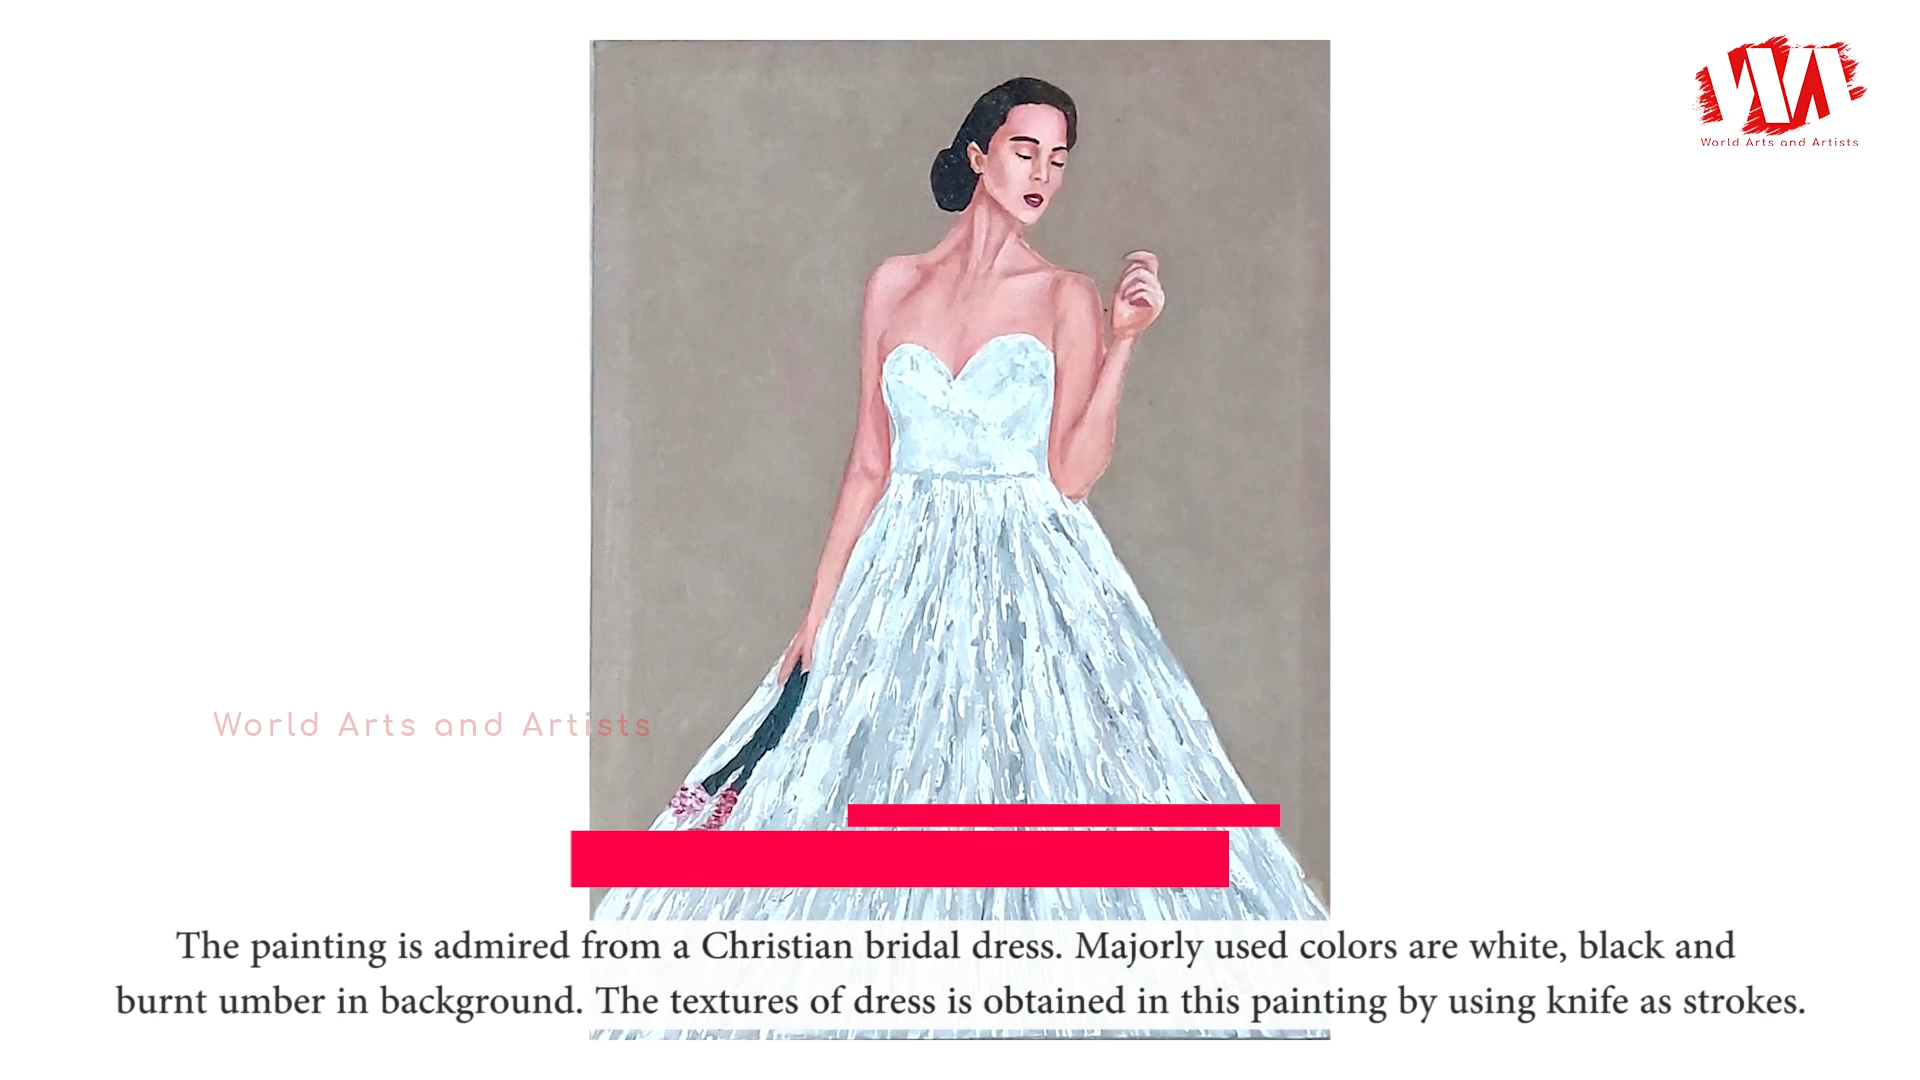 World Arts and Artists
World Arts and Artists
The painting is admired from a Christian bridal dress. Majorly used colors are white, black and
burnt umber in background. The textures of dress is obtained in this painting by using knife as strokes.